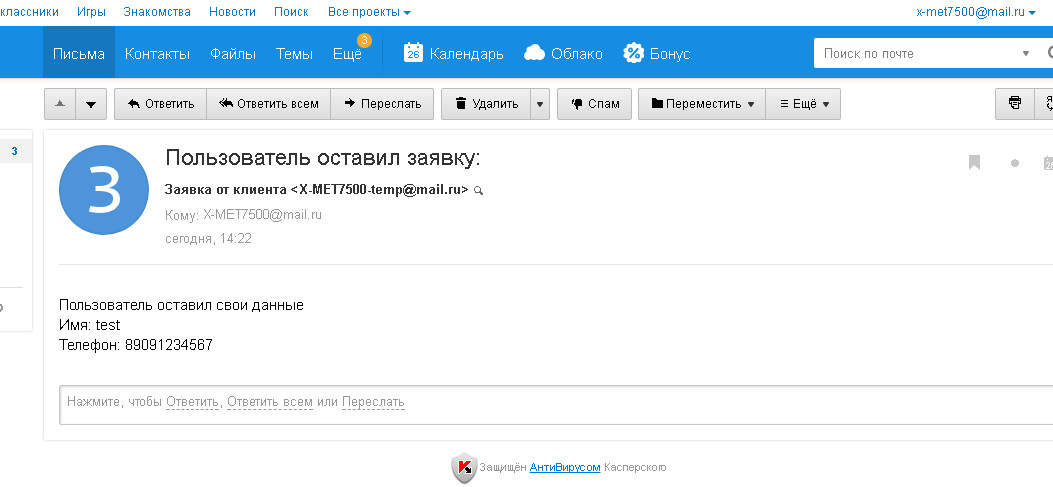 классники Игры Знакомства Новости Поиск Все проекты x-met7500@mail.ru
Письма Контакты Файлы Темы Ещё 3 26 Календарь Облако Бонус Поиск по почте
Ответить Ответить всем Переслать Удалить Спам Переместить Ещё
3
Пользователь оставил заявку:
З
Заявка от клиента <X-MET7500-temp@mail.ru>
Кому: X-MET7500@mail.ru
сегодня, 14:22
Пользователь оставил свои данные
Имя: test
Телефон: 89091234567
Нажмите, чтобы Ответить, Ответить всем или Переслать
Защищён АнтиВирусом Касперского